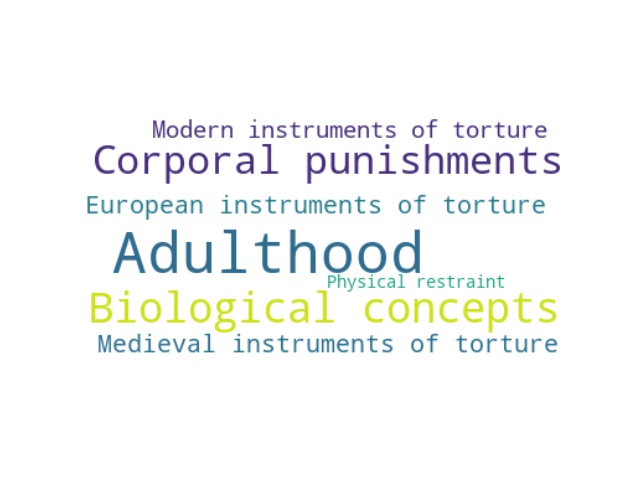 Modern instruments of torture
Corporal punishments
European instruments of torture
Adulthood
Physical restraint
Biological concepts
Medieval instruments of torture